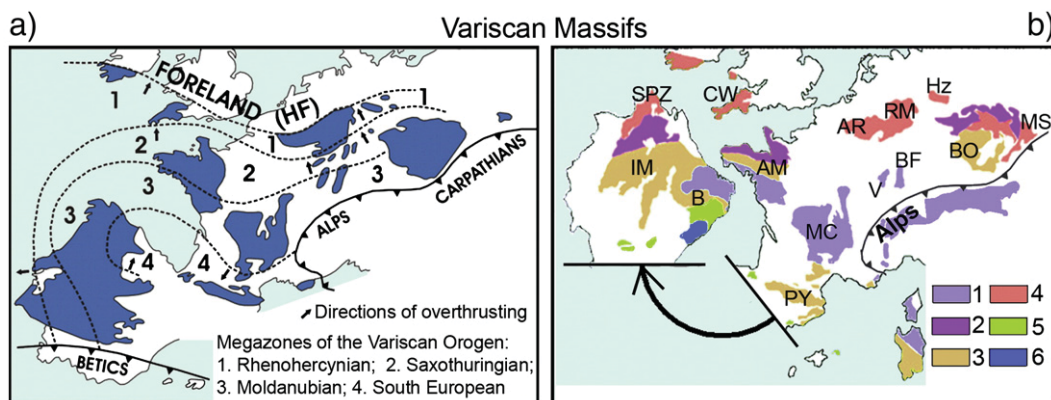 a)
Variscan Massifs
b)
FORELAND
(HF)
1
1
1
2
2
3
3
3
4
4
CARPATHIANS
ALPS
BETICS
Directions of overthrusting
Megazones of the Variscan Orogen:
1. Rhenohercynian; 2. Saxothuringian;
3. Moldanubian; 4. South European
SPZ
CW
Hz
RM
AR
MS
BO
IM
AM
BF
V
B
MC
Alps
PY
1
4
2
5
3
6